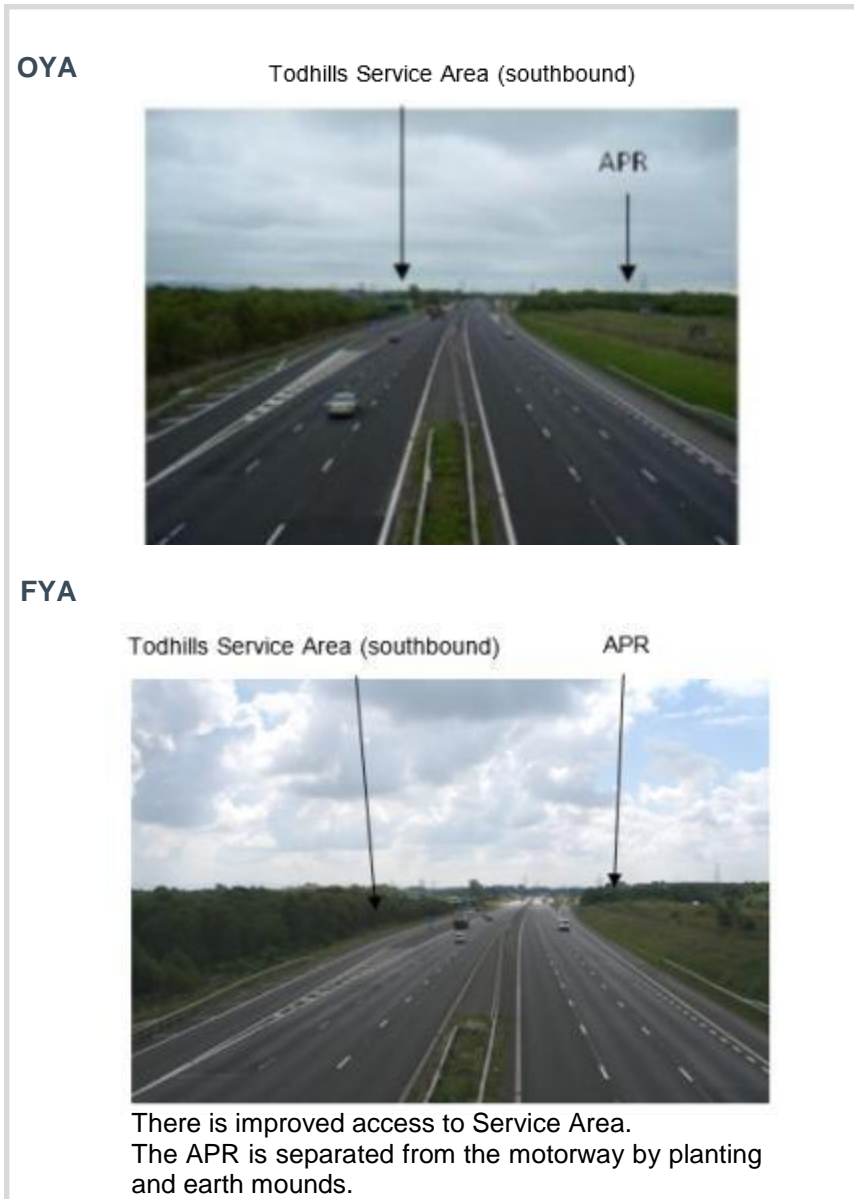 OYA
Todhills Service Area (southbound)
APR
FYA
Todhills Service Area (southbound)
APR
There is improved access to Service Area.
The APR is separated from the motorway by planting
and earth mounds.